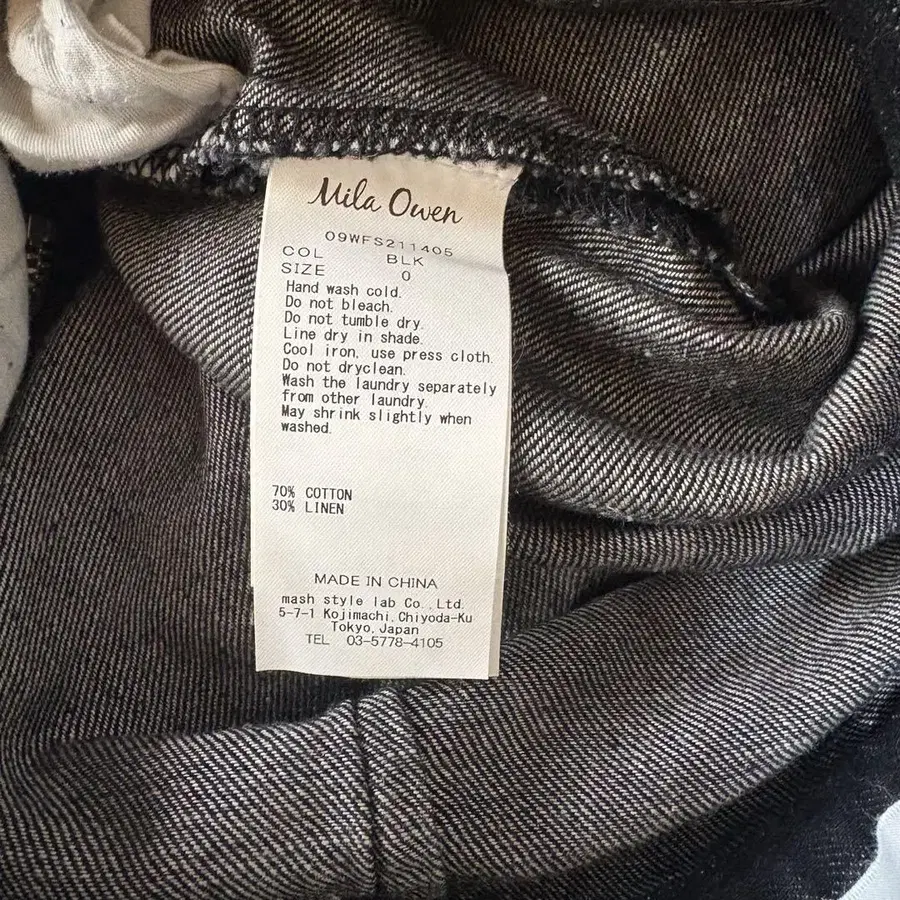 Mila Owen
09WFS211405
COL BLK
SIZE 0
Hand wash cold.
Do not bleach.
Do not tumble dry.
Line dry in shade.
Cool iron, use press cloth.
Do not dryclean.
Wash the laundry separately
from other laundry.
May shrink slightly when
washed.
70% COTTON
30% LINEN
MADE IN CHINA
mash style lab Co., Ltd.
5-7-1 Kojimachi, Chiyoda-Ku
Tokyo, Japan
TEL 03-5778-4105